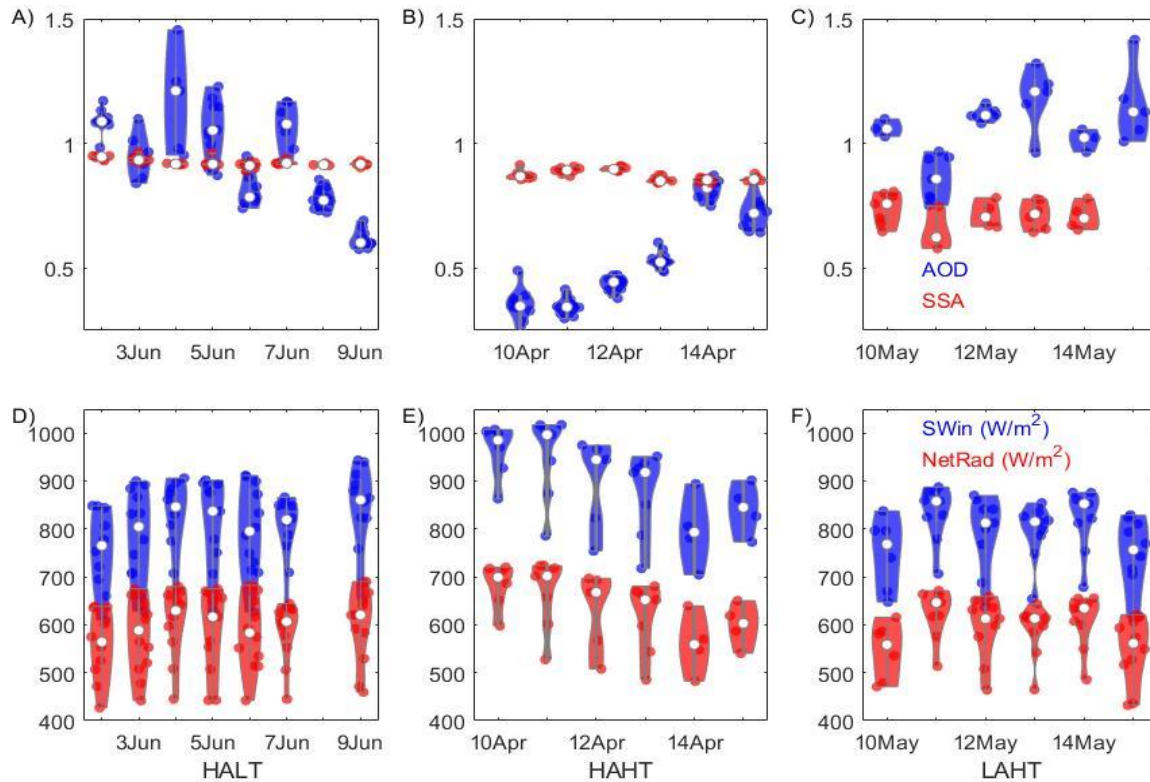 A)
1.5
1
0.5
3Jun 5Jun 7Jun 9Jun
B)
1.5
1
0.5
10Apr 12Apr 14Apr
C)
1.5
1
0.5
AOD
SSA
10May 12May 14May
D)
1000
900
800
700
600
500
400
3Jun 5Jun 7Jun 9Jun
HALT
E)
1000
900
800
700
600
500
400
10Apr 12Apr 14Apr
HAHT
F)
1000
900
800
700
600
500
400
SWin (W/m²)
NetRad (W/m²)
10May 12May 14May
LAHT